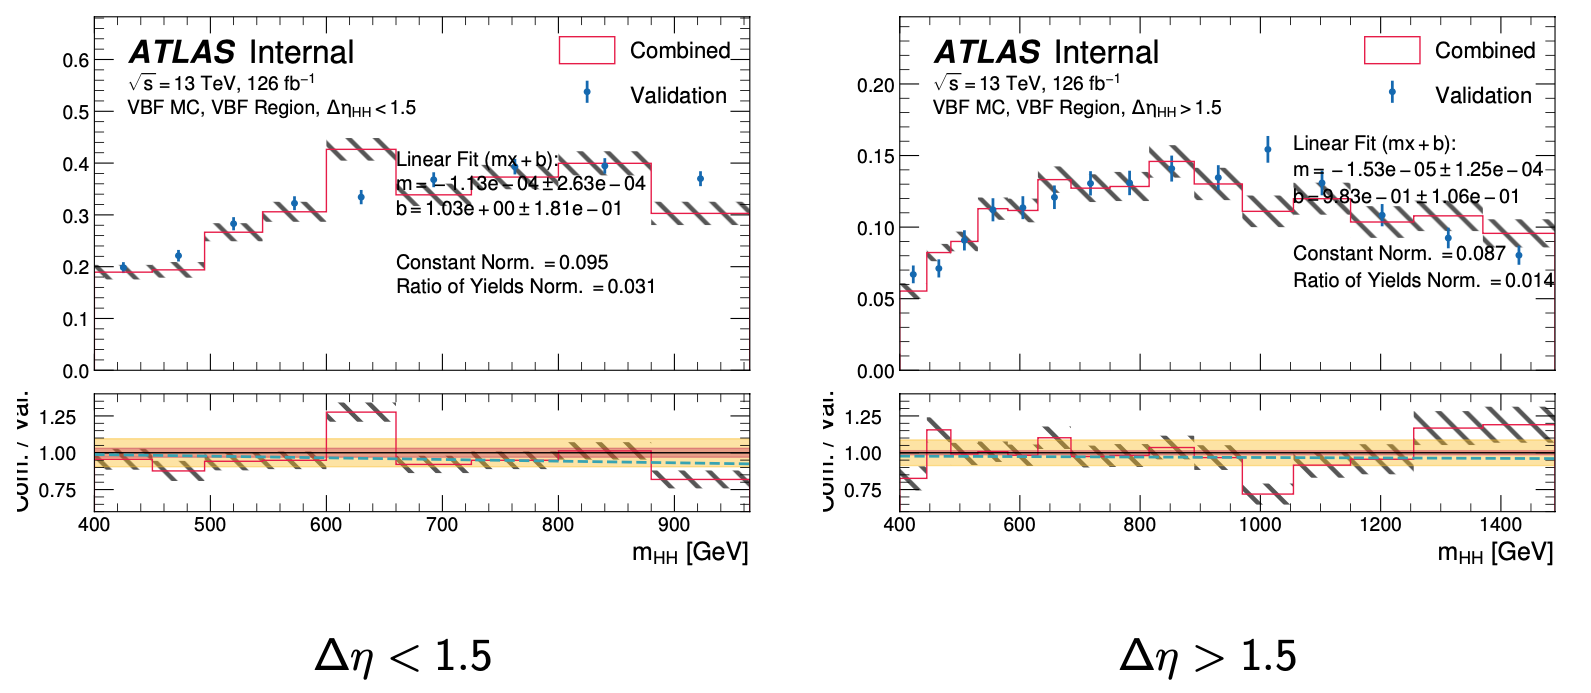 ATLAS Internal
√s = 13 TeV, 126 fb⁻¹
VBF MC, VBF Region, Δη_HH < 1.5
Combined
Validation
Linear Fit (mx + b):
m = −1.13e − 04 ± 2.63e − 04
b = 1.03e + 00 ± 1.81e − 01
Constant Norm. = 0.095
Ratio of Yields Norm. = 0.031
0.6
0.5
0.4
0.3
0.2
0.1
0.0
Com. / Val.
1.25
1.00
0.75
400 500 600 700 800 900
m_HH [GeV]
Δη < 1.5
ATLAS Internal
√s = 13 TeV, 126 fb⁻¹
VBF MC, VBF Region, Δη_HH > 1.5
Combined
Validation
Linear Fit (mx + b):
m = −1.53e − 05 ± 1.25e − 04
b = 9.83e − 01 ± 1.06e − 01
Constant Norm. = 0.087
Ratio of Yields Norm. = 0.014
0.20
0.15
0.10
0.05
0.00
Com. / Val.
1.25
1.00
0.75
400 600 800 1000 1200 1400
m_HH [GeV]
Δη > 1.5